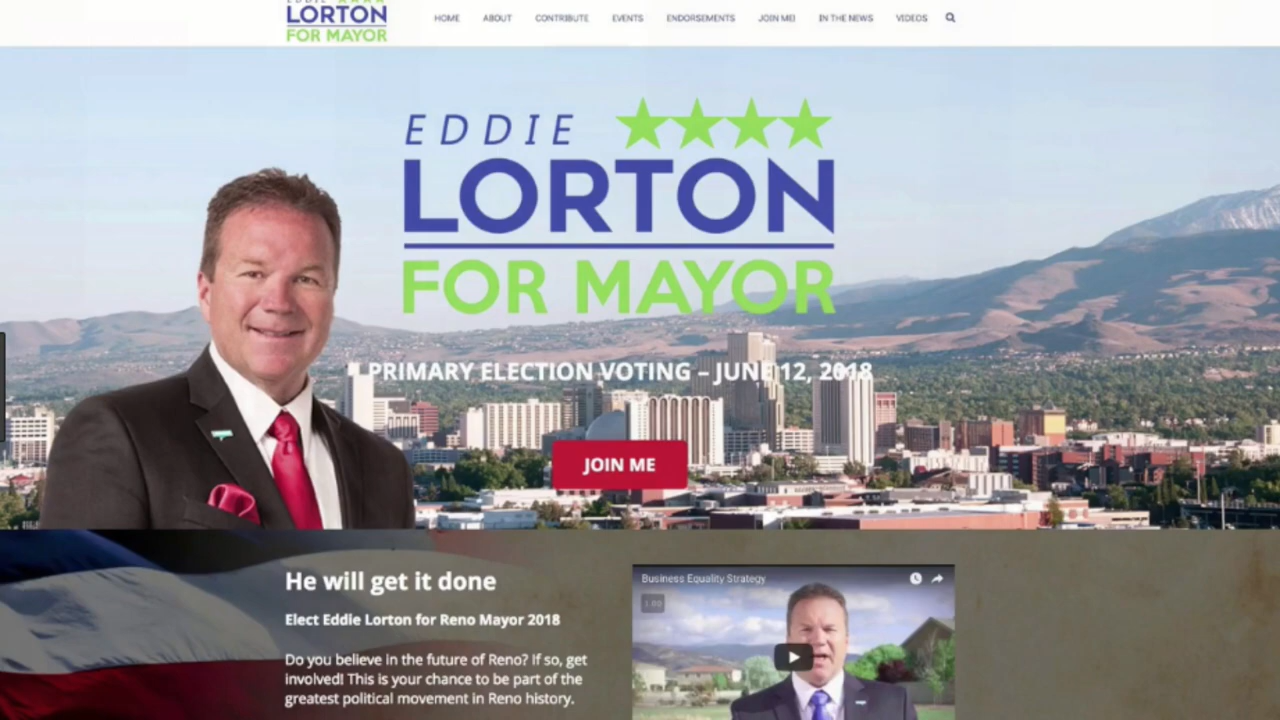 EDDIE
LORTON
FOR MAYOR
HOME ABOUT CONTRIBUTE EVENTS ENDORSEMENTS JOIN ME! IN THE NEWS VIDEOS
EDDIE
LORTON
FOR MAYOR
PRIMARY ELECTION VOTING – JUNE 12, 2018
JOIN ME
He will get it done
Elect Eddie Lorton for Reno Mayor 2018
Do you believe in the future of Reno? If so, get
involved! This is your chance to be part of the
greatest political movement in Reno history.
Business Equality Strategy
1.00